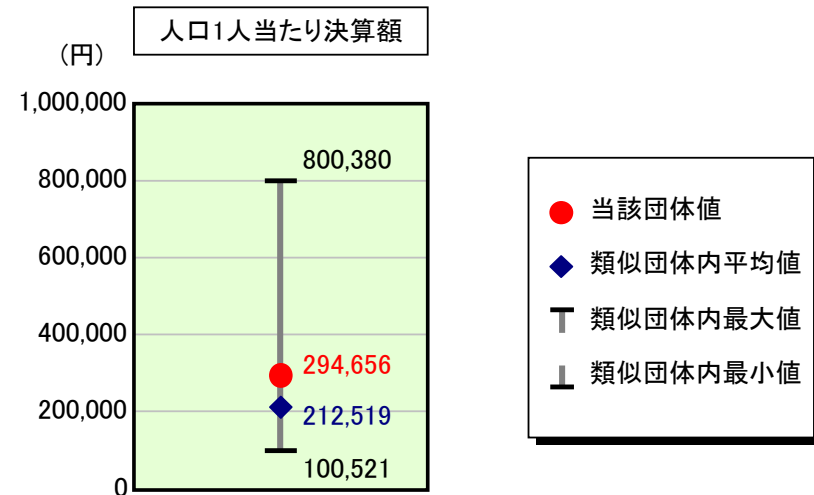 人口1人当たり決算額
(円)
1,000,000
800,000
600,000
400,000
200,000
0
800,380
294,656
212,519
100,521
当該団体値
類似団体内平均値
類似団体内最大値
類似団体内最小値